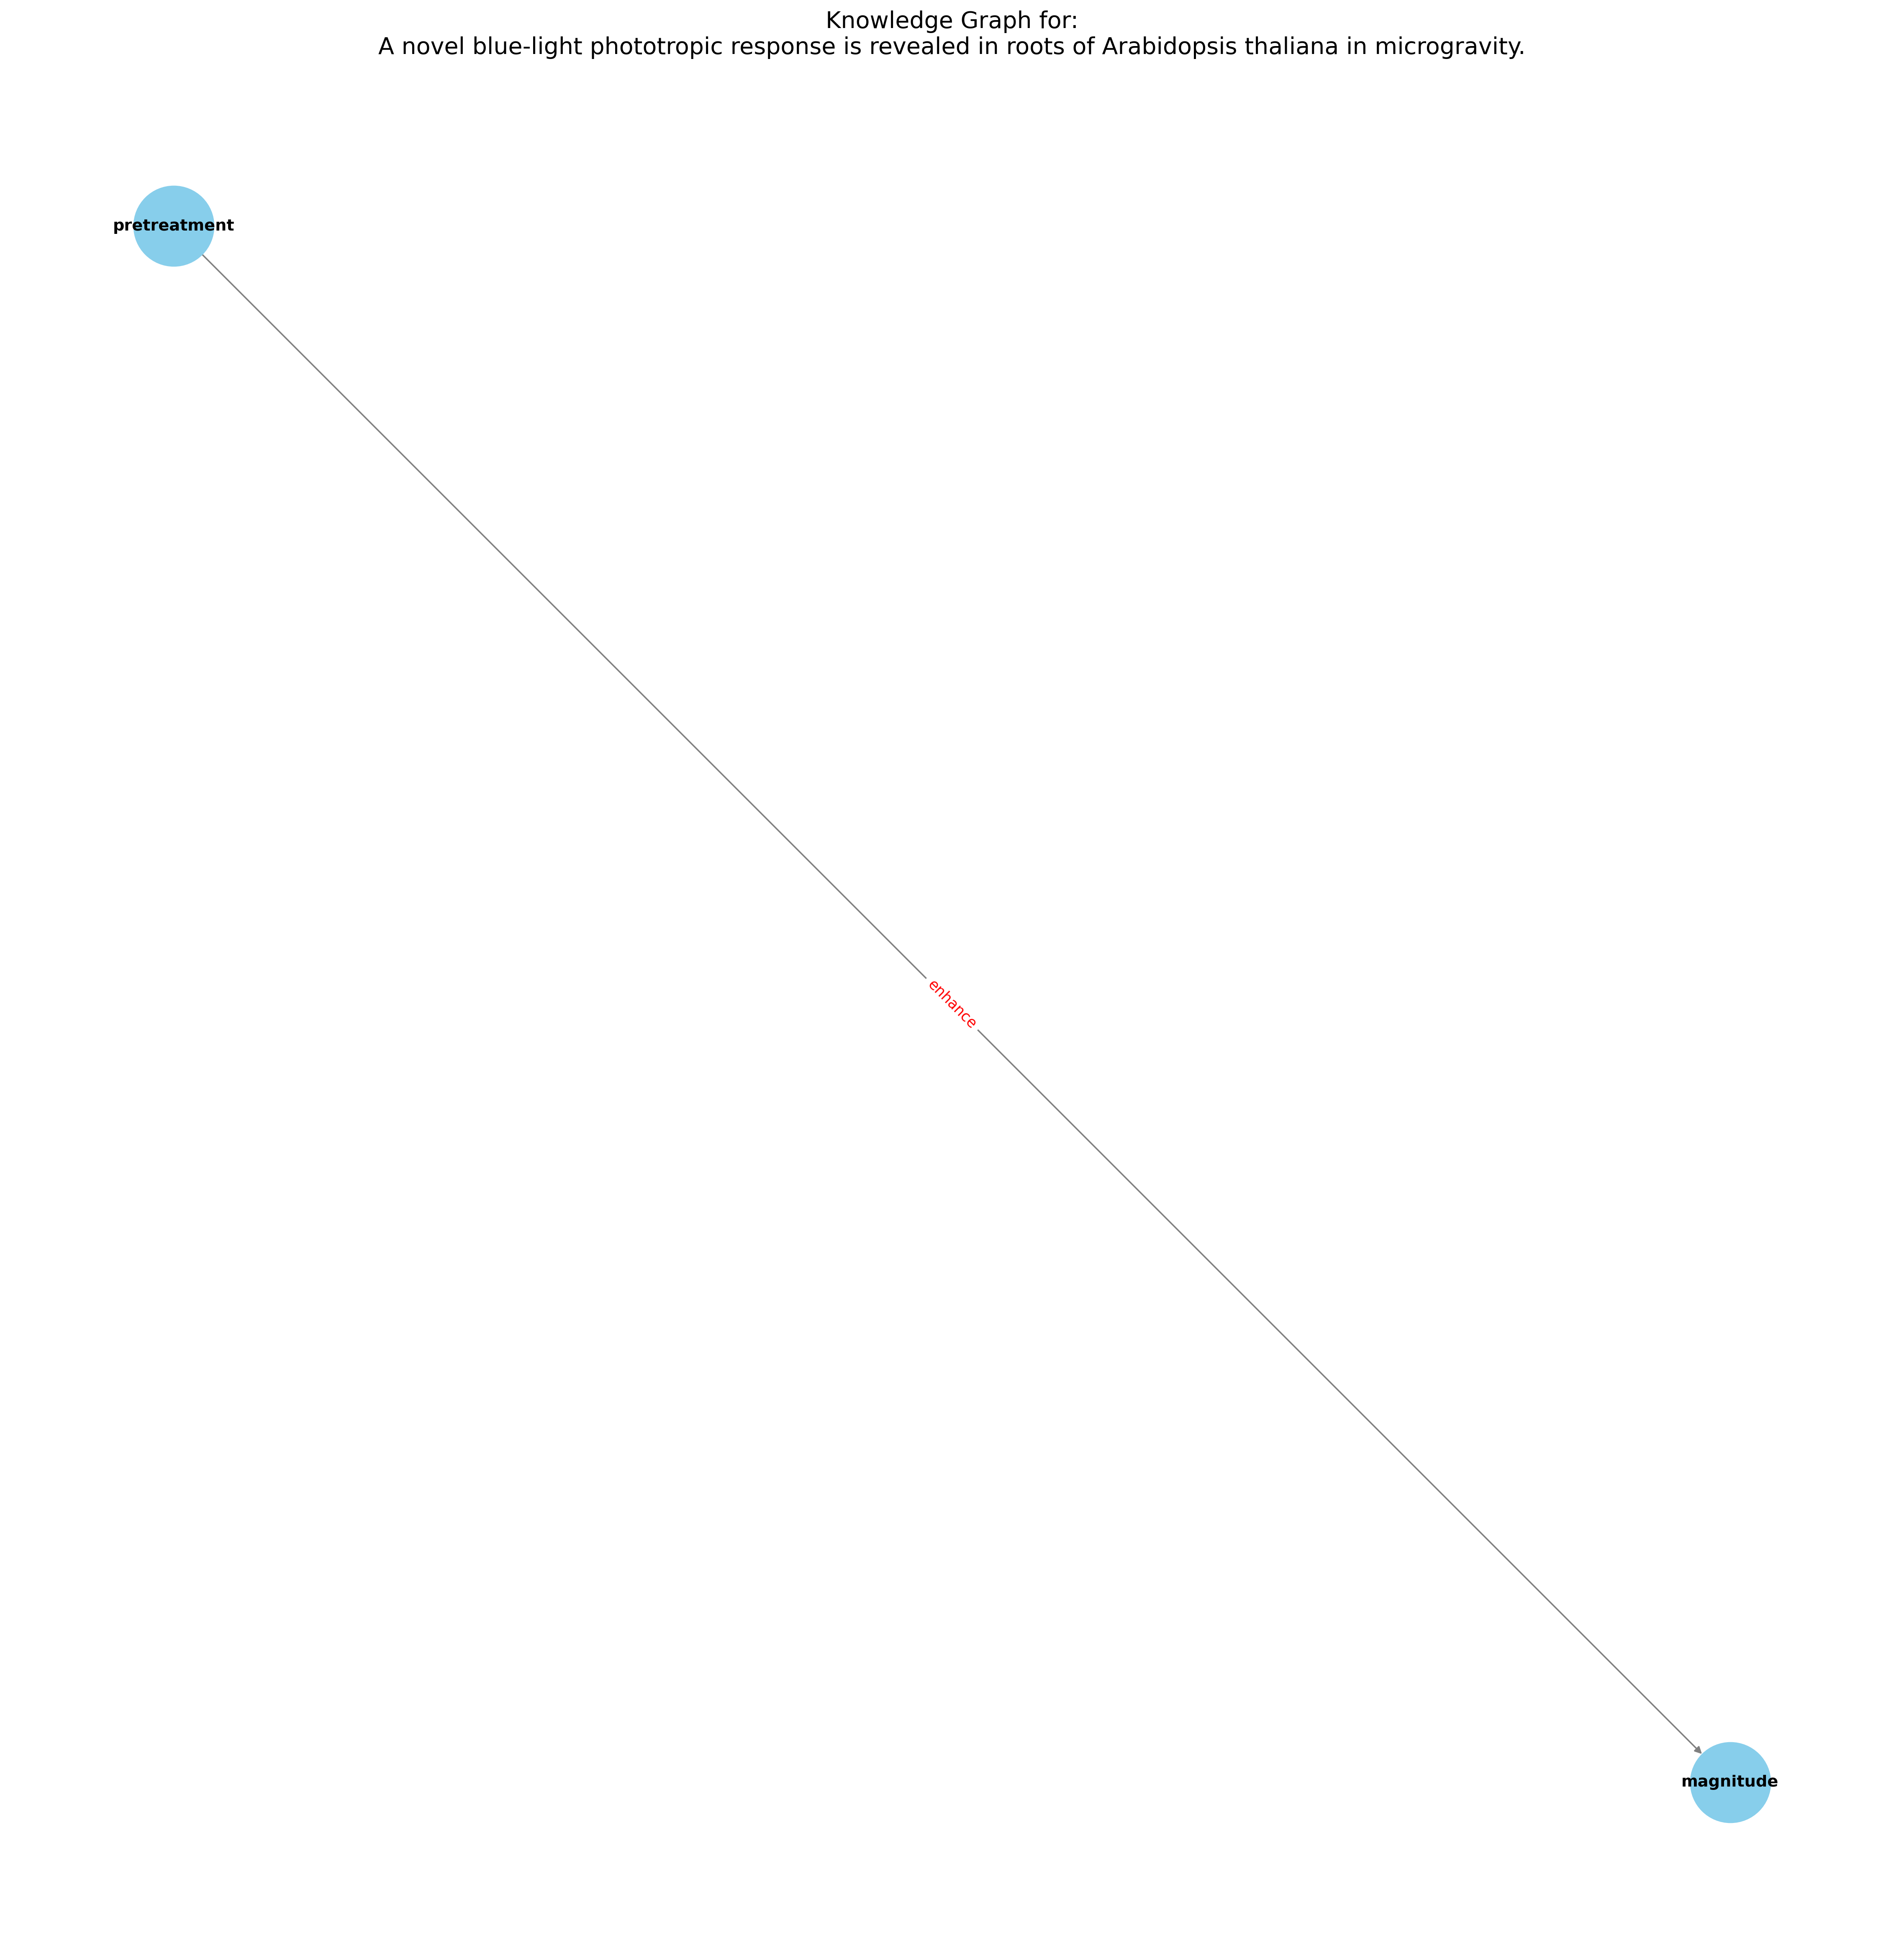 Knowledge Graph for:
A novel blue-light phototropic response is revealed in roots of Arabidopsis thaliana in microgravity.
pretreatment
enhance
magnitude